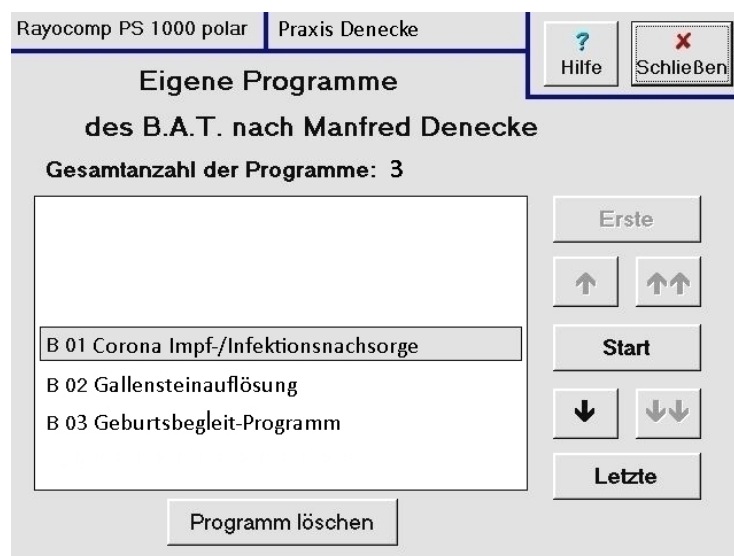 Rayocomp PS 1000 polar
Praxis Denecke
? Hilfe
Schließen
Eigene Programme
des B.A.T. nach Manfred Denecke
Gesamtanzahl der Programme: 3
Erste
B 01 Corona Impf-/Infektionsnachsorge
Start
B 02 Gallensteinauflösung
B 03 Geburtsbegleit-Programm
Letzte
Programm löschen